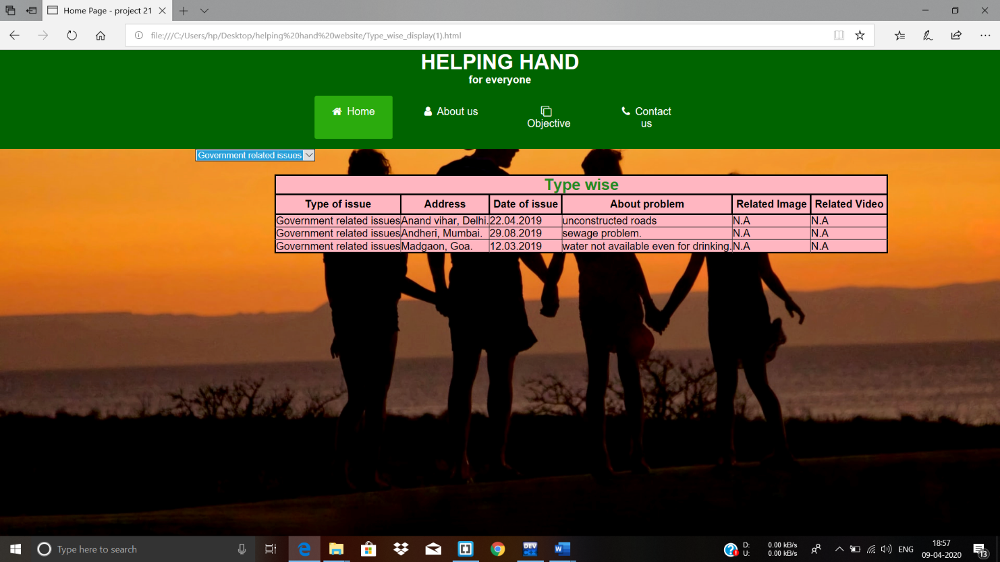 Home Page - project 21
file:///C:/Users/hp/Desktop/helping%20hand%20website/Type_wise_display(1).html
HELPING HAND
for everyone
Home
About us
Objective
Contact
us
Government related issues
Type wise
Type of issue Address Date of issue About problem Related Image Related Video
Government related issues Anand vihar, Delhi. 22.04.2019 unconstructed roads N.A N.A
Government related issues Andheri, Mumbai. 29.08.2019 sewage problem. N.A N.A
Government related issues Madgaon, Goa. 12.03.2019 water not available even for drinking. N.A N.A
Type here to search
DEV
D: 0.00 kB/s
U: 0.00 kB/s
ENG
18:57
09-04-2020
13